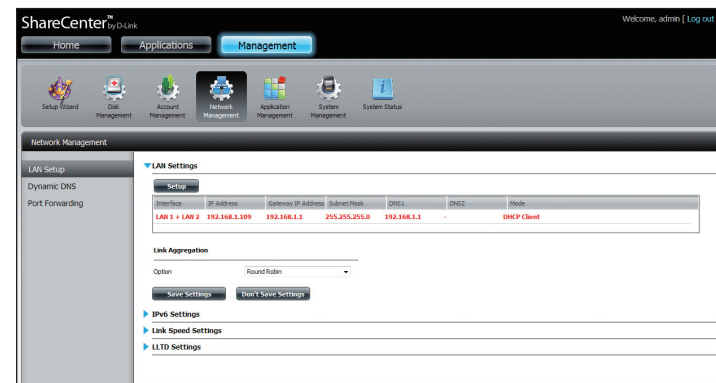 ShareCenter™ by D-Link
Welcome, admin [ Log out
Home Applications Management
Setup Wizard Disk Management Account Management Network Management Application Management System Management System Status
Network Management
LAN Setup
Dynamic DNS
Port Forwarding
LAN Settings
Setup
Interface IP Address Gateway IP Address Subnet Mask DNS1 DNS2 Mode
LAN 1 + LAN 2 192.168.1.109 192.168.1.1 255.255.255.0 192.168.1.1 - DHCP Client
Link Aggregation
Option Round Robin
Save Settings Don't Save Settings
IPv6 Settings
Link Speed Settings
LLTD Settings